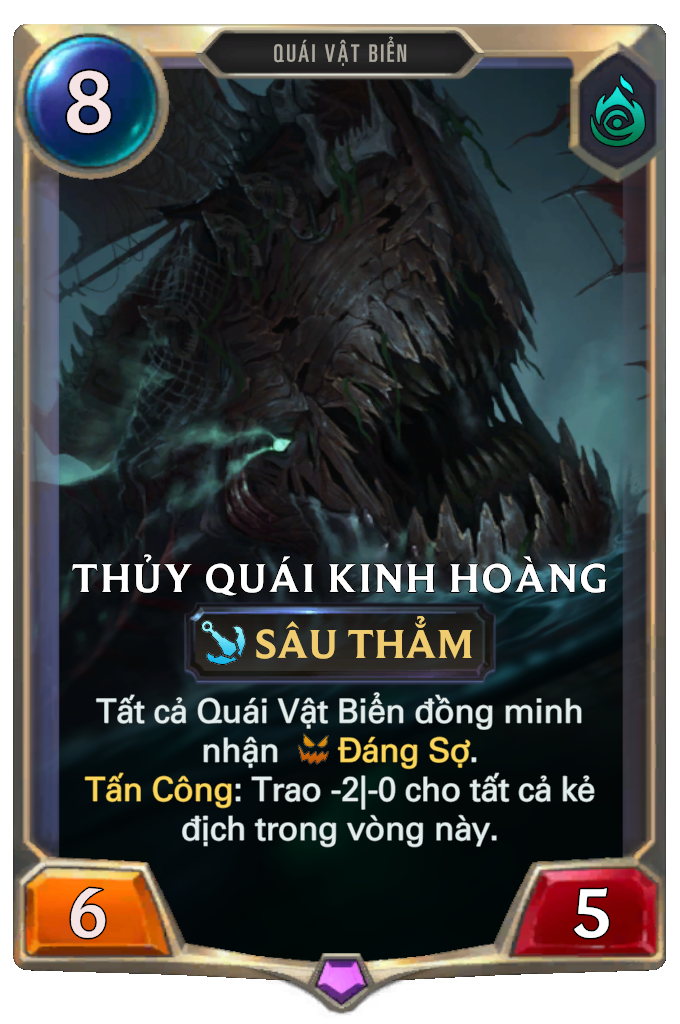 QUÁI VẬT BIỂN
8
THỦY QUÁI KINH HOÀNG
SÂU THẲM
Tất cả Quái Vật Biển đồng minh
nhận Đáng Sợ.
Tấn Công: Trao -2|-0 cho tất cả kẻ
địch trong vòng này.
6
5